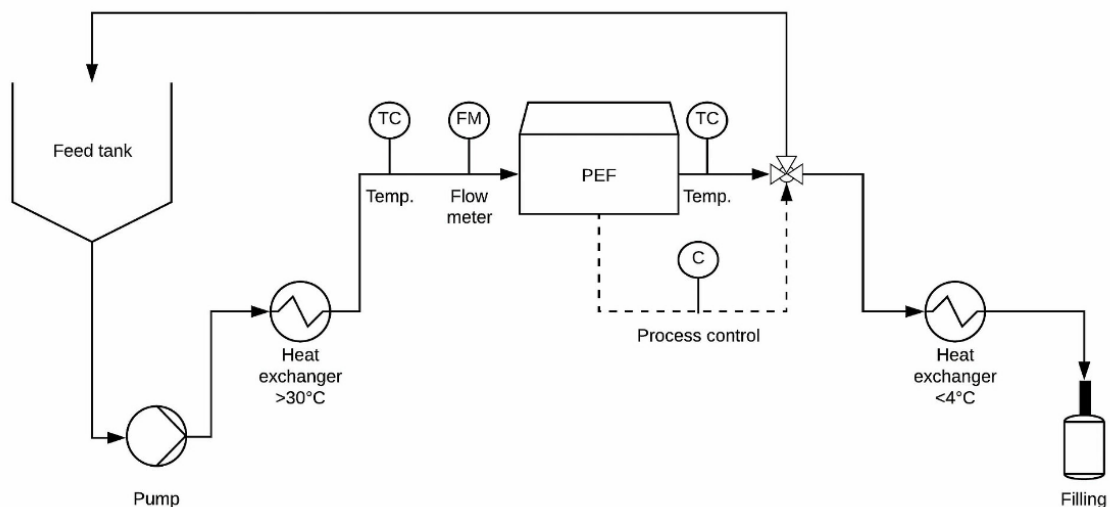 Feed tank
TC
FM
TC
PEF
Temp.
Flow
meter
Temp.
C
Process control
Heat
exchanger
>30°C
Heat
exchanger
<4°C
Pump
Filling